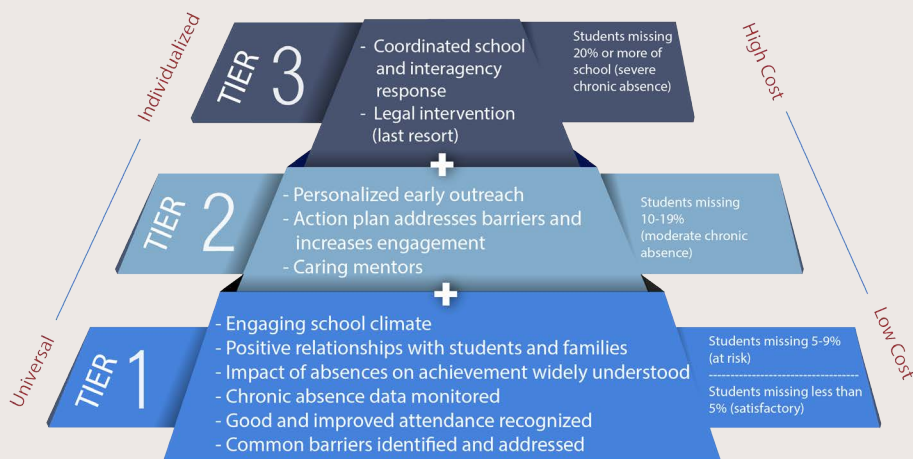 Individualized
High Cost
TIER 3
- Coordinated school
and interagency
response
- Legal intervention
(last resort)
Students missing
20% or more of
school (severe
chronic absence)
+
TIER 2
- Personalized early outreach
- Action plan addresses barriers and
increases engagement
- Caring mentors
Students missing
10-19%
(moderate chronic
absence)
+
Universal
Low Cost
TIER 1
- Engaging school climate
- Positive relationships with students and families
- Impact of absences on achievement widely understood
- Chronic absence data monitored
- Good and improved attendance recognized
- Common barriers identified and addressed
Students missing 5-9%
(at risk)
Students missing less than
5% (satisfactory)